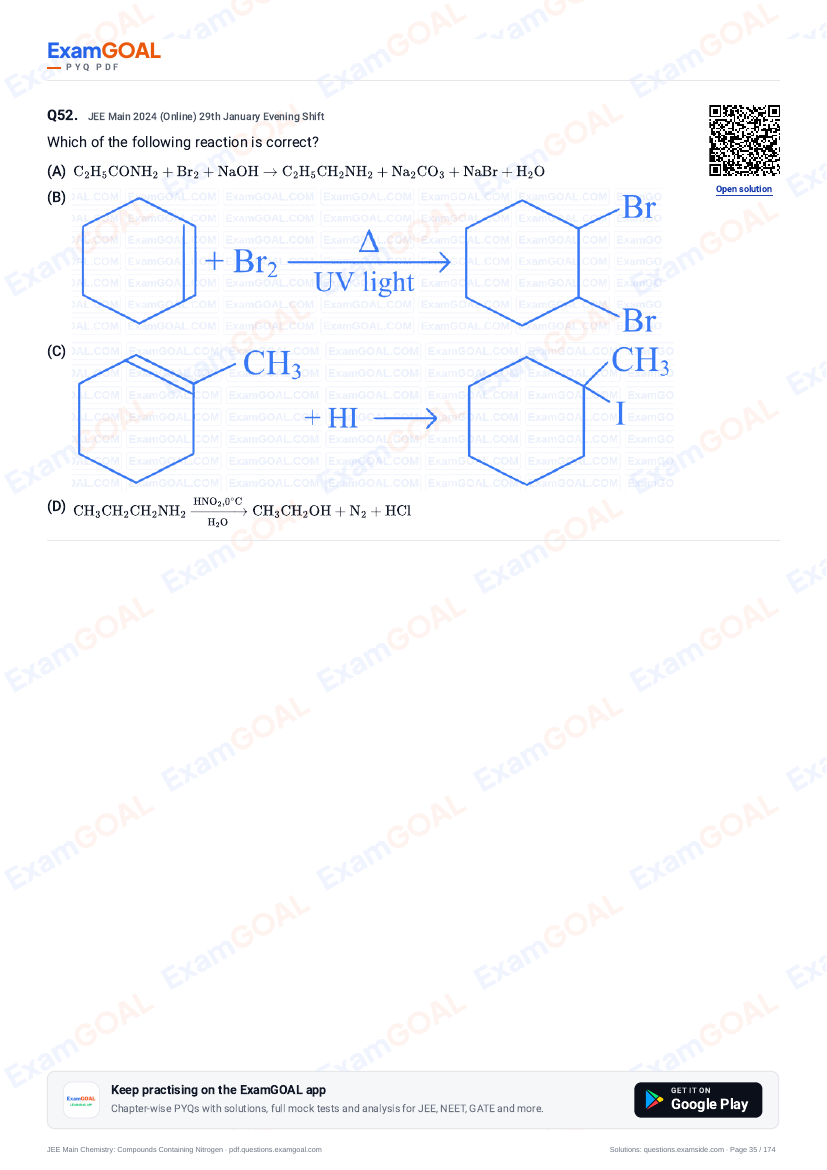 ExamGOAL
PYQ PDF
Q52. JEE Main 2024 (Online) 29th January Evening Shift
Which of the following reaction is correct?
Open solution
(A) C₂H₅CONH₂ + Br₂ + NaOH → C₂H₅CH₂NH₂ + Na₂CO₃ + NaBr + H₂O
(B)
+ Br₂
Δ
UV light
Br
Br
(C)
CH₃
+ HI
CH₃
I
(D) CH₃CH₂CH₂NH₂ HNO₂,0°C → H₂O CH₃CH₂OH + N₂ + HCl
Keep practising on the ExamGOAL app
Chapter-wise PYQs with solutions, full mock tests and analysis for JEE, NEET, GATE and more.
GET IT ON
Google Play
JEE Main Chemistry: Compounds Containing Nitrogen · pdf.questions.examgoal.com
Solutions: questions.examside.com · Page 35 / 174